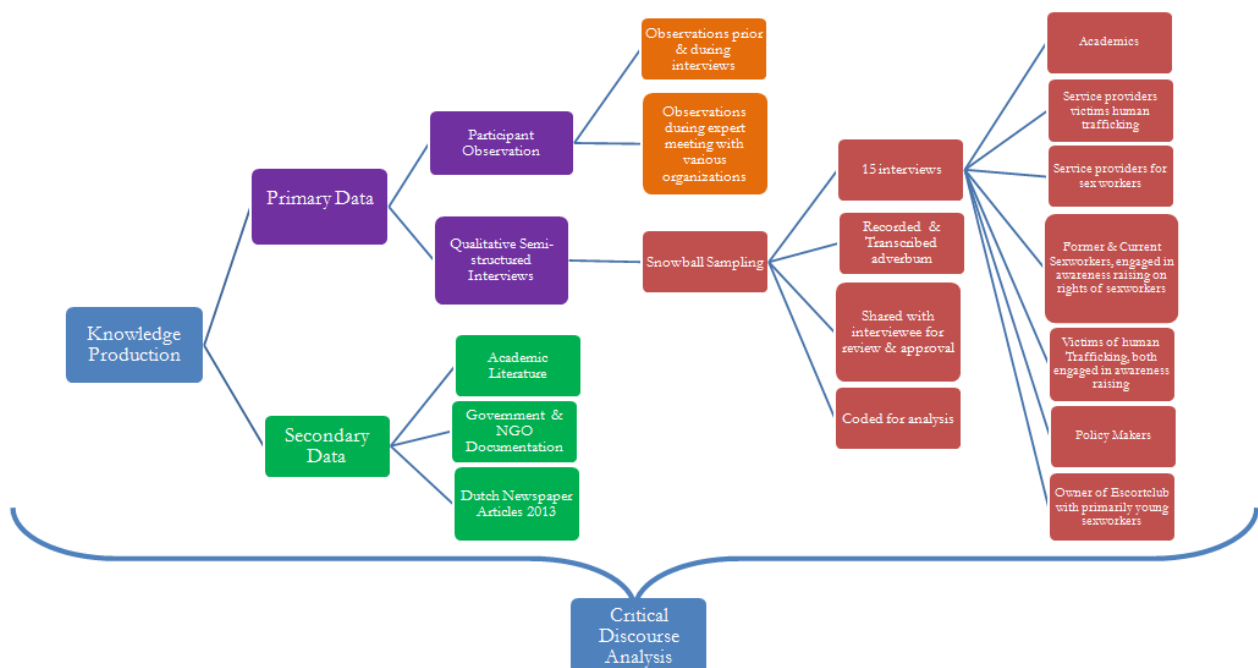 Knowledge
Production
Primary Data
Secondary
Data
Participant
Observation
Qualitative Semi-
structured
Interviews
Academic
Literature
Government &
NGO
Documentation
Dutch Newspaper
Articles 2013
Observations prior
& during
interviews
Observations
during expert
meeting with
various
organizations
Snowball Sampling
15 interviews
Recorded &
Transcribed
adverbum
Shared with
interviewee for
review & approval
Coded for analysis
Academics
Service providers
victims human
trafficking
Service providers for
sex workers
Former & Current
Sexworkers, engaged in
awareness raising on
rights of sexworkers
Victims of human
Trafficking, both
engaged in awareness
raising
Policy Makers
Owner of Escortclub
with primarily young
sexworkers
Critical
Discourse
Analysis